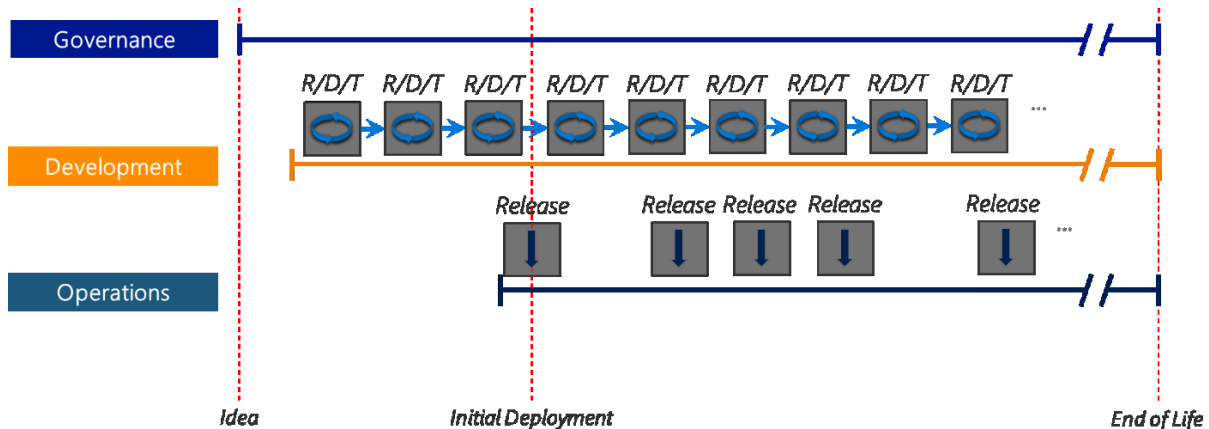 Governance
R/D/T R/D/T R/D/T R/D/T R/D/T R/D/T R/D/T R/D/T R/D/T
...
Development
Release Release Release Release Release
...
Operations
Idea Initial Deployment End of Life